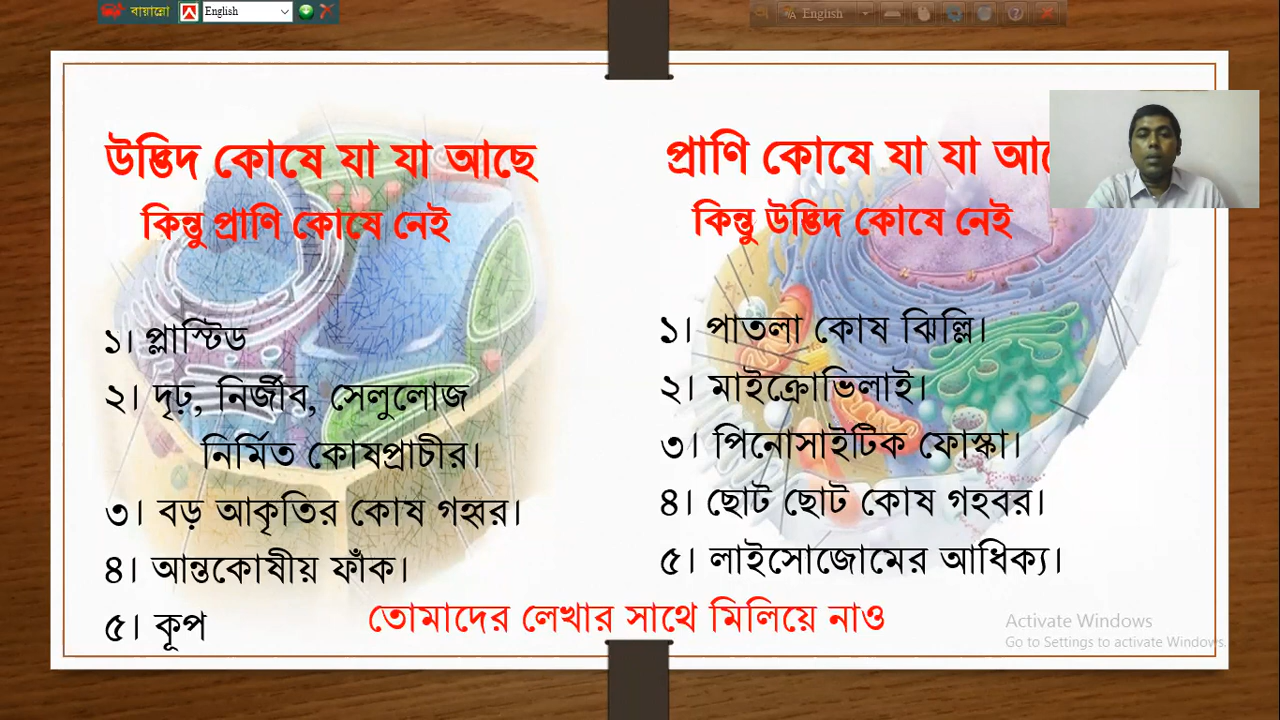 বায়ান্নো English
English
উদ্ভিদ কোষে যা যা আছে
কিন্তু প্রাণি কোষে নেই
১। প্লাস্টিড
২। দৃঢ়, নির্জীব, সেলুলোজ
নির্মিত কোষপ্রাচীর।
৩। বড় আকৃতির কোষ গহ্বর।
৪। আন্তকোষীয় ফাঁক।
৫। কূপ
প্রাণি কোষে যা যা
কিন্তু উদ্ভিদ কোষে নেই
১। পাতলা কোষ ঝিল্লি।
২। মাইক্রোভিলাই।
৩। পিনোসাইটিক ফোস্কা।
৪। ছোট ছোট কোষ গহবর।
৫। লাইসোজোমের আধিক্য।
তোমাদের লেখার সাথে মিলিয়ে নাও
Activate Windows
Go to Settings to activate Windows.